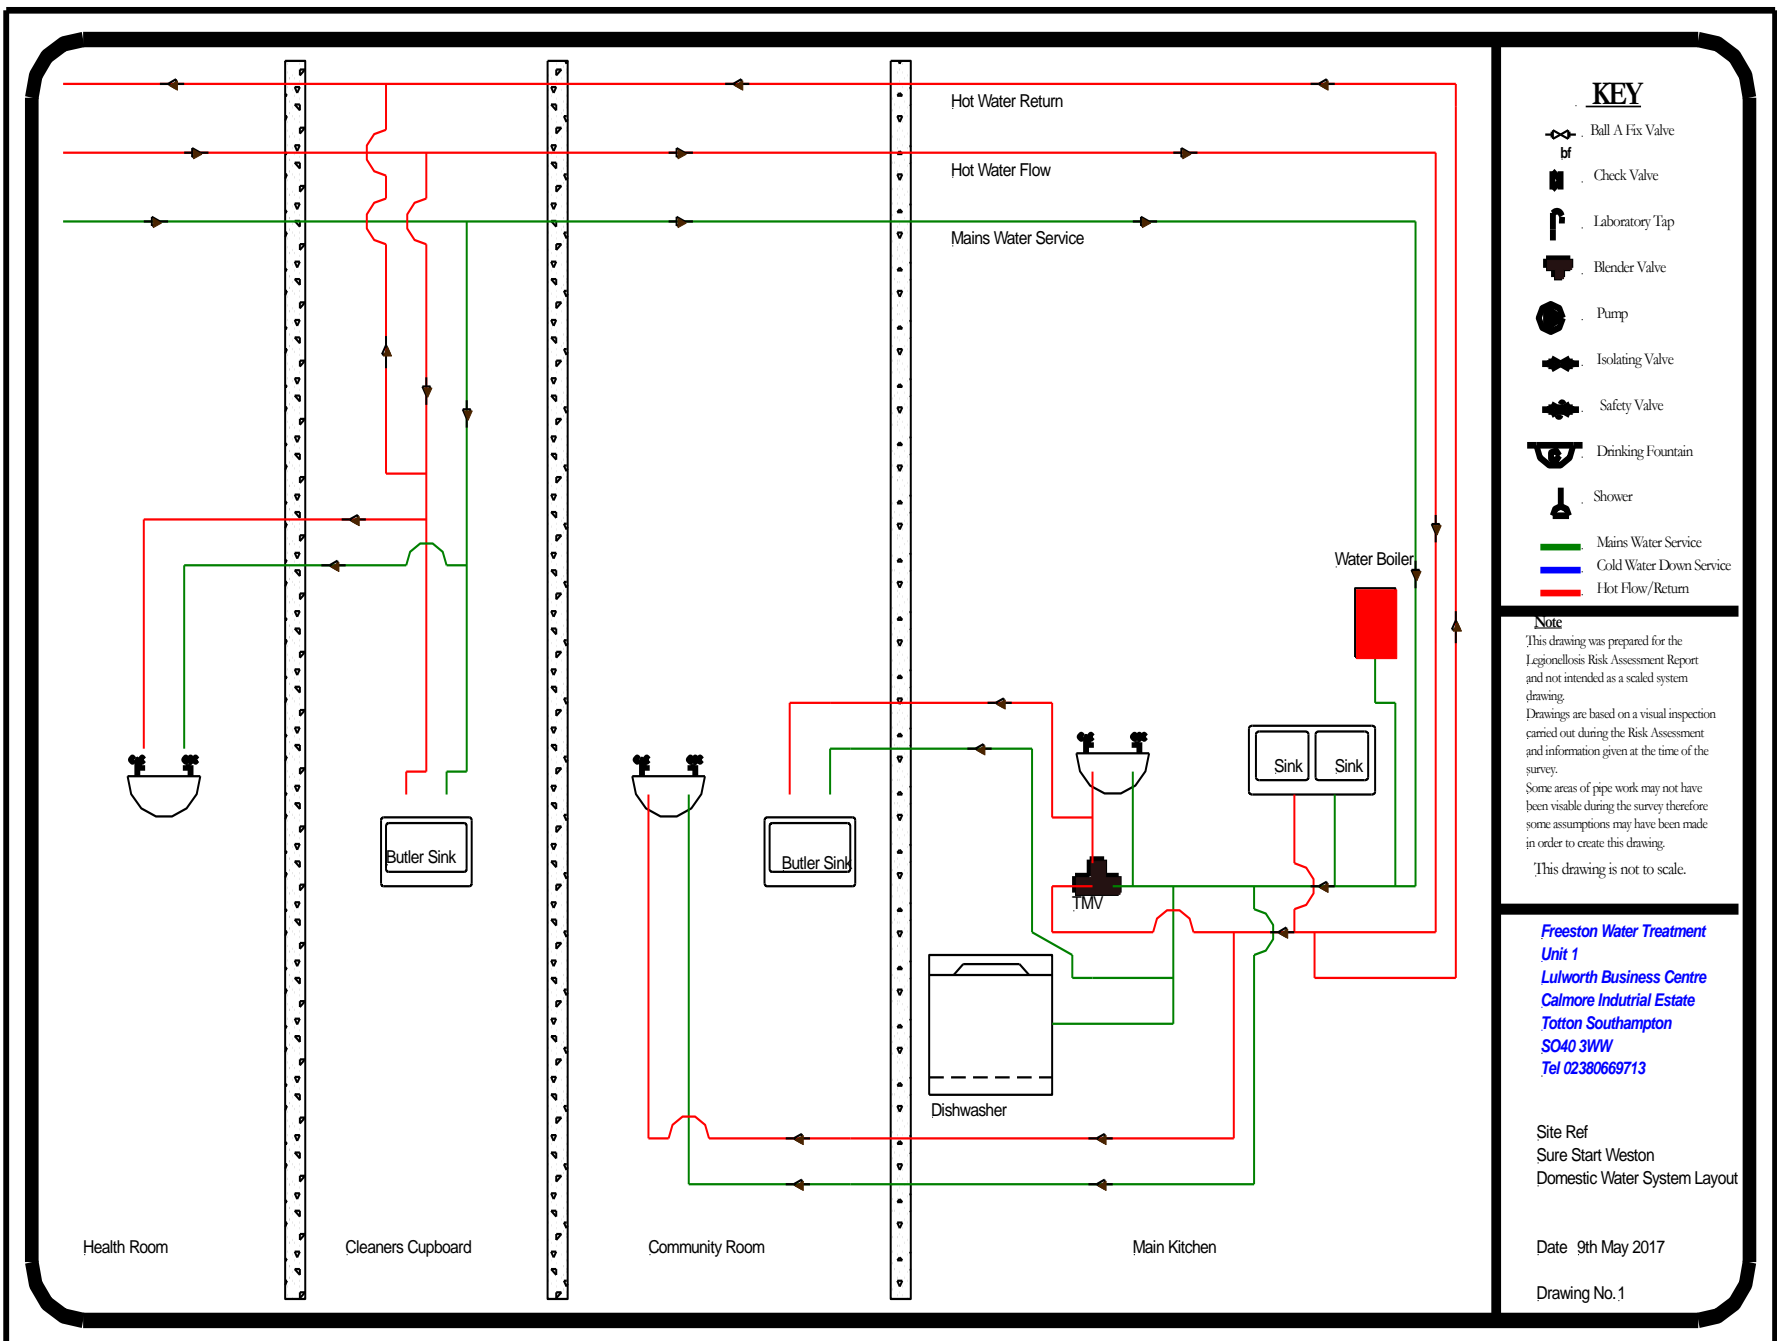 Hot Water Return
Hot Water Flow
Mains Water Service
Water Boiler
Sink
Sink
Butler Sink
Butler Sink
TMV
Dishwasher
Health Room
Cleaners Cupboard
Community Room
Main Kitchen
KEY
Ball A Fix Valve
bf
Check Valve
Laboratory Tap
Blender Valve
Pump
Isolating Valve
Safety Valve
Drinking Fountain
Shower
Mains Water Service
Cold Water Down Service
Hot Flow/Return
Note
This drawing was prepared for the
Legionellosis Risk Assessment Report
and not intended as a scaled system
drawing.
Drawings are based on a visual inspection
carried out during the Risk Assessment
and information given at the time of the
survey.
Some areas of pipe work may not have
been visable during the survey therefore
some assumptions may have been made
in order to create this drawing.
This drawing is not to scale.
Freeston Water Treatment
Unit 1
Lulworth Business Centre
Calmore Indutrial Estate
Totton Southampton
SO40 3WW
Tel 02380669713
Site Ref
Sure Start Weston
Domestic Water System Layout
Date 9th May 2017
Drawing No.1